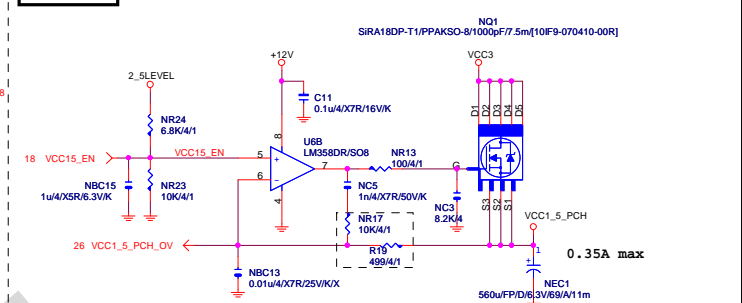 NQ1
SiRA18DP-T1/PPAKSO-8/1000pF/7.5m/[10IF9-070410-00R]
+12V
VCC3
2_5LEVEL
8
C11
0.1u/4/X7R/16V/K
D1
D2
D3
D4
D5
NR24
6.8K/4/1
U6B
LM358DR/SO8
8
18 VCC15_EN
VCC15_EN
5
+
7
NR13
100/4/1
G
6
-
4
NBC15
1u/4/X5R/6.3V/K
NR23
10K/4/1
NC5
1n/4/X7R/50V/K
NC3
8.2K/4
S3
S2
S1
NR17
10K/4/1
VCC1_5_PCH
26 VCC1_5_PCH_OV
R19
499/4/1
1
0.35A max
+
NBC13
0.01u/4/X7R/25V/K/X
NEC1
560u/FP/D/6.3V/69/A/11m